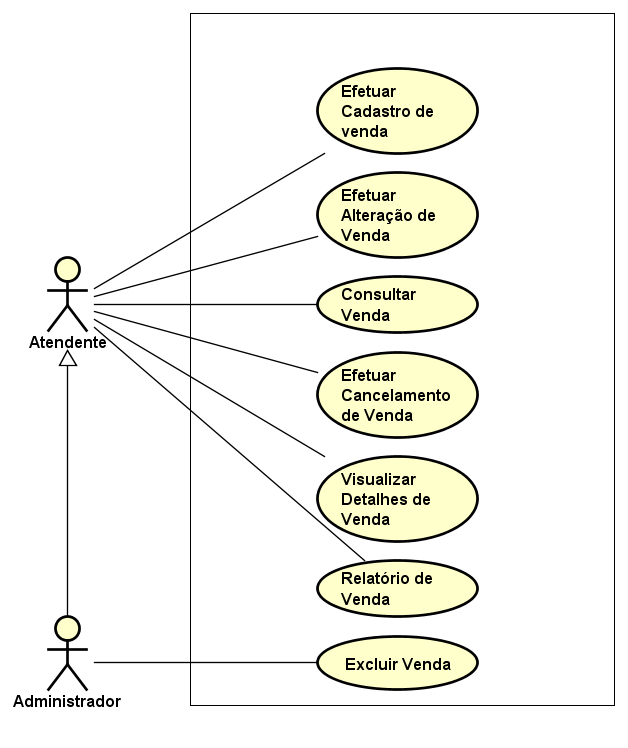 Efetuar
Cadastro de
venda
Efetuar
Alteração de
Venda
Consultar
Venda
Atendente
Efetuar
Cancelamento
de Venda
Visualizar
Detalhes de
Venda
Relatório de
Venda
Excluir Venda
Administrador